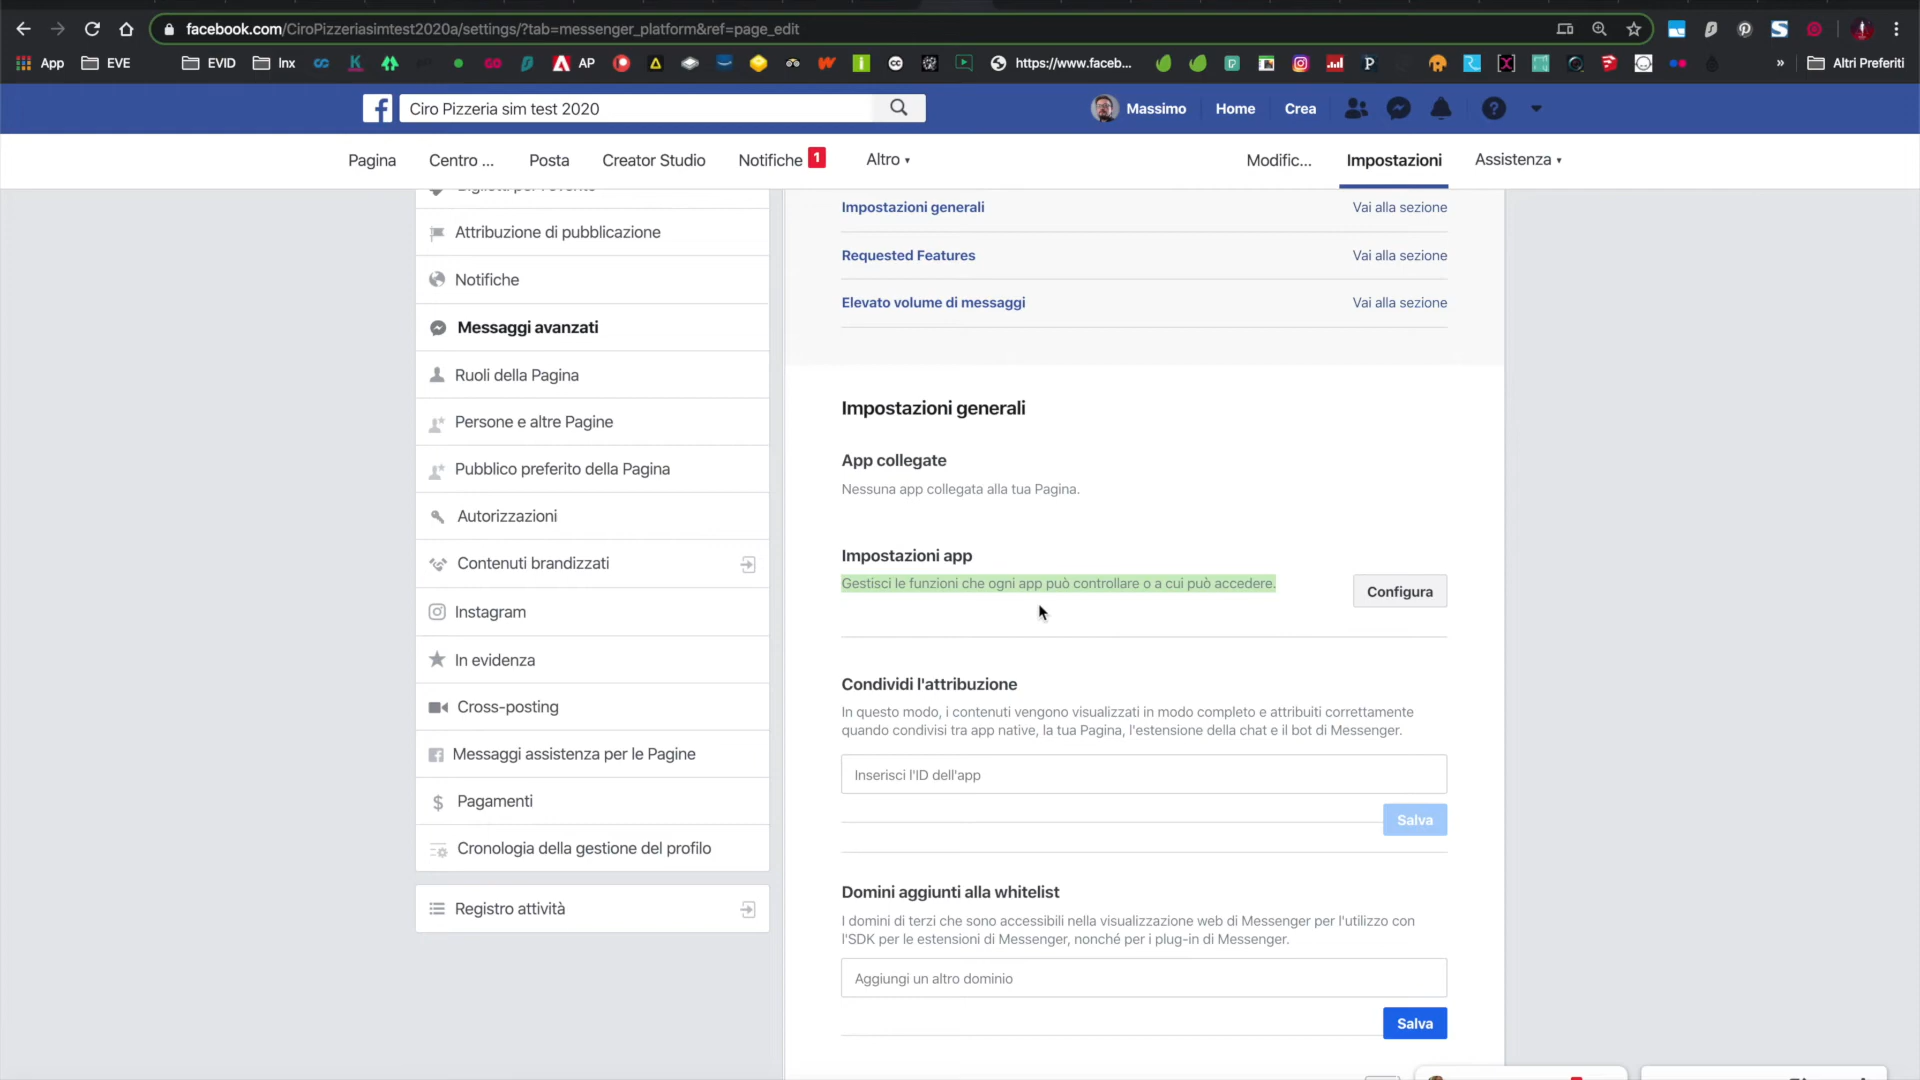 facebook.com/CiroPizzeriasimtest2020a/settings/?tab=messenger_platform&ref=page_edit
App
EVE
EVID
Inx
AP
https://www.faceb...
»
Altri Preferiti
Ciro Pizzeria sim test 2020
Massimo
Home
Crea
Pagina
Centro ...
Posta
Creator Studio
Notifiche 1
Altro
Modific...
Impostazioni
Assistenza
Attribuzione di pubblicazione
Notifiche
Messaggi avanzati
Ruoli della Pagina
Persone e altre Pagine
Pubblico preferito della Pagina
Autorizzazioni
Contenuti brandizzati
Instagram
In evidenza
Cross-posting
Messaggi assistenza per le Pagine
Pagamenti
Cronologia della gestione del profilo
Registro attività
Impostazioni generali Vai alla sezione
Requested Features Vai alla sezione
Elevato volume di messaggi Vai alla sezione
Impostazioni generali
App collegate
Nessuna app collegata alla tua Pagina.
Impostazioni app
Gestisci le funzioni che ogni app può controllare o a cui può accedere.
Configura
Condividi l'attribuzione
In questo modo, i contenuti vengono visualizzati in modo completo e attribuiti correttamente
quando condivisi tra app native, la tua Pagina, l'estensione della chat e il bot di Messenger.
Inserisci l'ID dell'app
Salva
Domini aggiunti alla whitelist
I domini di terzi che sono accessibili nella visualizzazione web di Messenger per l'utilizzo con
l'SDK per le estensioni di Messenger, nonché per i plug-in di Messenger.
Aggiungi un altro dominio
Salva